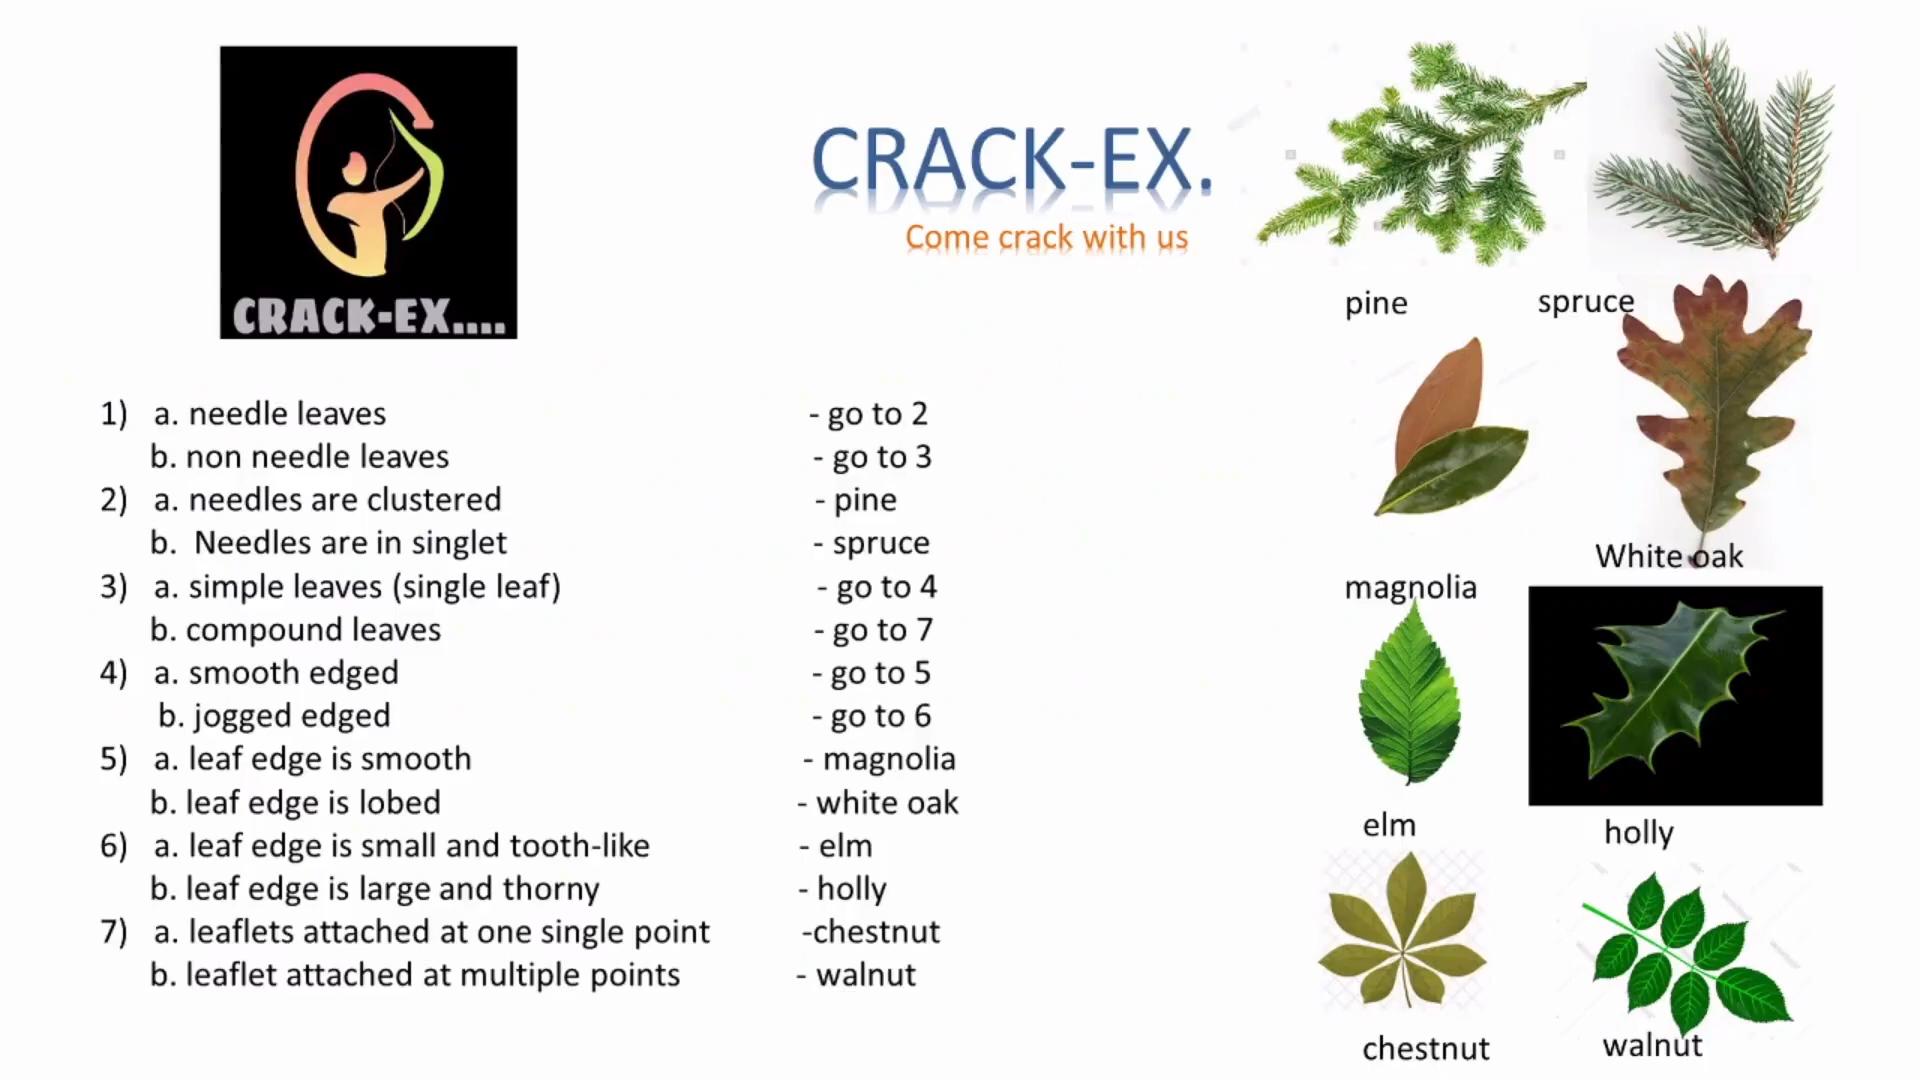 CRACK-EX....
CRACK-EX.
Come crack with us
1) a. needle leaves - go to 2
b. non needle leaves - go to 3
2) a. needles are clustered - pine
b. Needles are in singlet - spruce
3) a. simple leaves (single leaf) - go to 4
b. compound leaves - go to 7
4) a. smooth edged - go to 5
b. jogged edged - go to 6
5) a. leaf edge is smooth - magnolia
b. leaf edge is lobed - white oak
6) a. leaf edge is small and tooth-like - elm
b. leaf edge is large and thorny - holly
7) a. leaflets attached at one single point -chestnut
b. leaflet attached at multiple points - walnut
pine
spruce
magnolia
White oak
elm
holly
chestnut
walnut